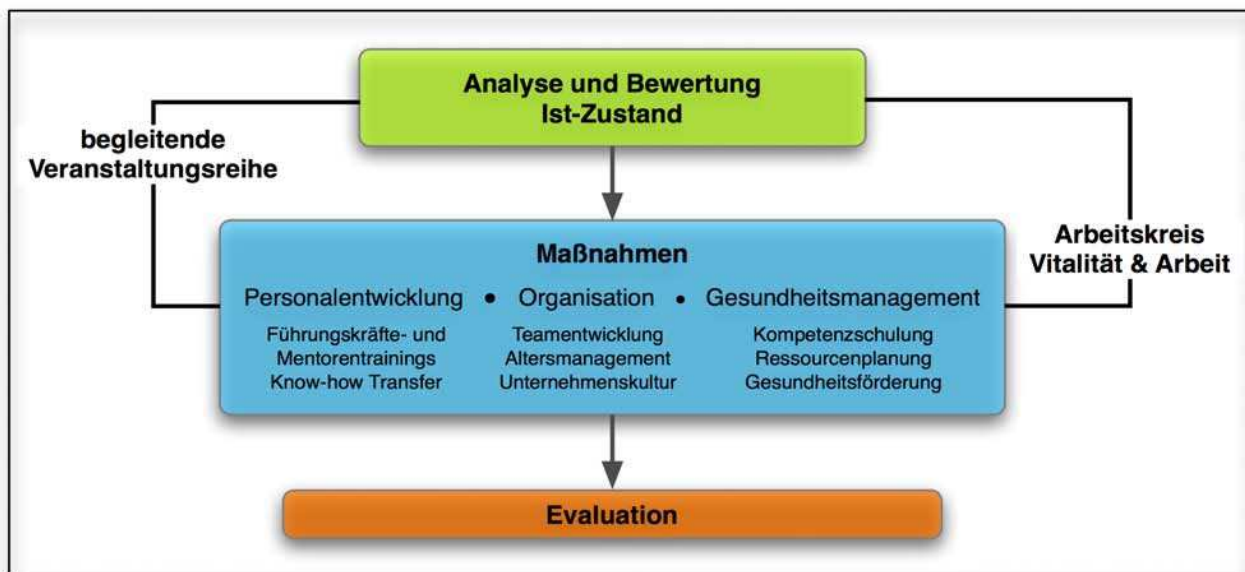 Analyse und Bewertung
Ist-Zustand
begleitende
Veranstaltungsreihe
Arbeitskreis
Vitalität & Arbeit
Maßnahmen
Personalentwicklung • Organisation • Gesundheitsmanagement
Führungskräfte- und
Mentorentrainings
Know-how Transfer
Teamentwicklung
Altersmanagement
Unternehmenskultur
Kompetenzschulung
Ressourcenplanung
Gesundheitsförderung
Evaluation